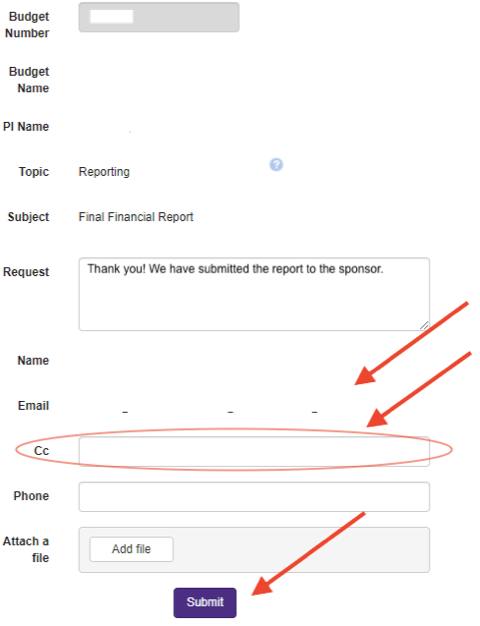 Budget
Number
Budget
Name
PI Name
Topic Reporting ?
Subject Final Financial Report
Request Thank you! We have submitted the report to the sponsor.
Name
Email
Cc
Phone
Attach a
file Add file
Submit